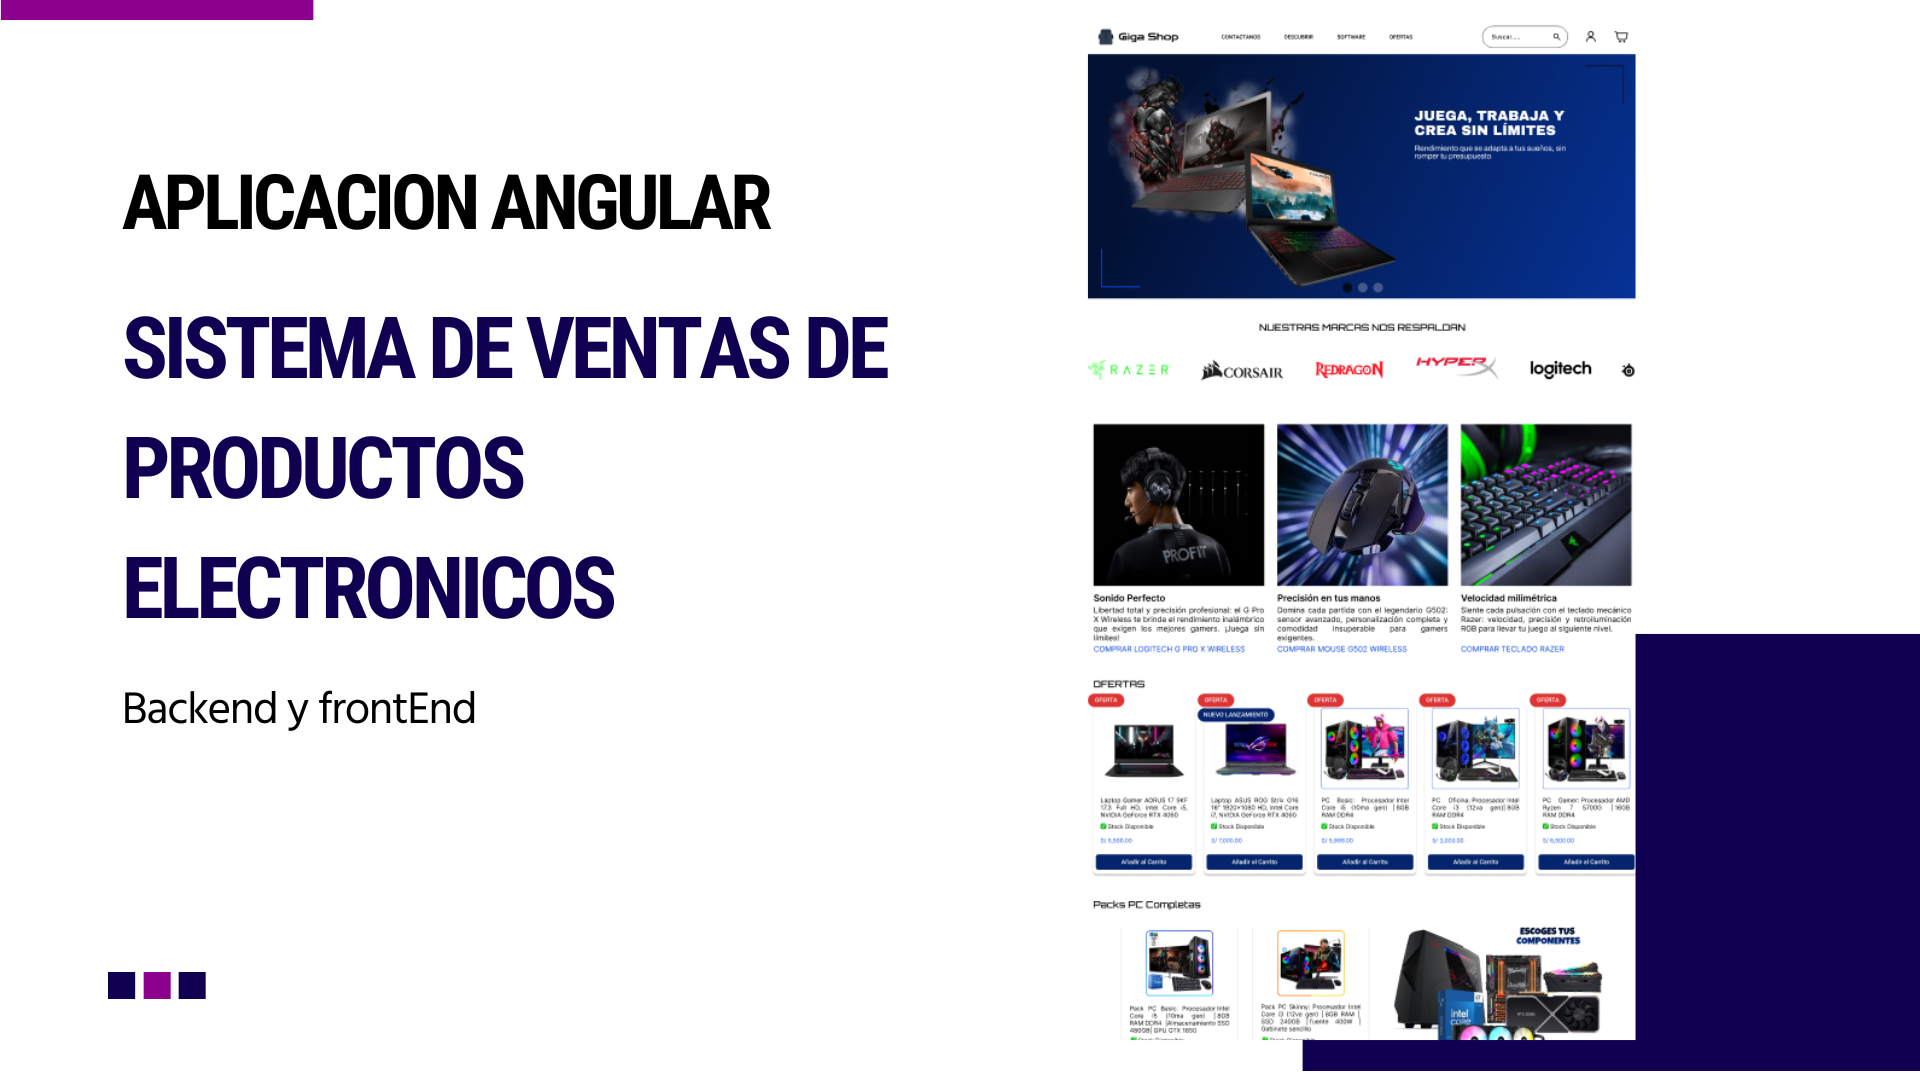 APLICACION ANGULAR
SISTEMA DE VENTAS DE
PRODUCTOS
ELECTRONICOS
Backend y frontEnd
Giga Shop
CONTACTANOS DESCUBRIR SOFTWARE OFERTAS
Buscar...
JUEGA, TRABAJA Y
CREA SIN LÍMITES
Rendimiento que se adapta a tus sueños, sin
romper tu presupuesto
NUESTRAS MARCAS NOS RESPALDAN
RAZER CORSAIR REDRAGON HYPERX logitech
PROFIT
Sonido Perfecto
Libertad total y precisión profesional: el G Pro
X Wireless te brinda el rendimiento inalámbrico
que exigen los mejores gamers. ¡Juega sin
límites!
COMPRAR LOGITECH G PRO X WIRELESS
Precisión en tus manos
Domina cada partida con el legendario G502:
sensor avanzado, personalización completa y
comodidad insuperable para gamers
exigentes.
COMPRAR MOUSE G502 WIRELESS
Velocidad milimétrica
Siente cada pulsación con el teclado mecánico
Razer: velocidad, precisión y retroiluminación
RGB para llevar tu juego al siguiente nivel.
COMPRAR TECLADO RAZER
OFERTAS
OFERTA
Laptop Gamer AORUS 17 9KF
17.3 Full HD, Intel Core i5,
NVIDIA GeForce RTX 4060
Stock Disponible
S/ 5,500.00
Añadir al Carrito
OFERTA
NUEVO LANZAMIENTO
Laptop ASUS ROG Strix G16
16" 1920x1080 HD, Intel Core
i7, NVIDIA GeForce RTX 4060
Stock Disponible
S/ 7,000.00
Añadir al Carrito
OFERTA
PC Basic: Procesador Intel
Core i5 (10ma gen) | 8GB
RAM DDR4
Stock Disponible
Añadir al Carrito
OFERTA
PC Oficina: Procesador Intel
Core i3 (12va gen)| 8GB
RAM DDR4
Stock Disponible
Añadir al Carrito
OFERTA
PC Gamer: Procesador AMD
Ryzen 7 5700G | 16GB
RAM DDR4
Stock Disponible
Añadir al Carrito
Packs PC Completas
Pack PC Basic: Procesador Intel
Core i5 (10ma gen) | 8GB
RAM DDR4 |Almacenamiento SSD
480GB| GPU GTX 1650
Stock Disponible
Pack PC Skinny: Procesador Intel
Core i3 (12va gen) | 8GB RAM |
SSD 240GB | fuente 400W |
Gabinete sencillo
Stock Disponible
ESCOGES TUS
COMPONENTES
intel
CORE